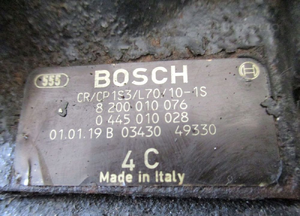 555 BOSCH
CR/CP1S3/L70/10-1S
8 200 010 076
0 445 010 028
01.01.19 B 03430 49330
4 C
Made in Italy